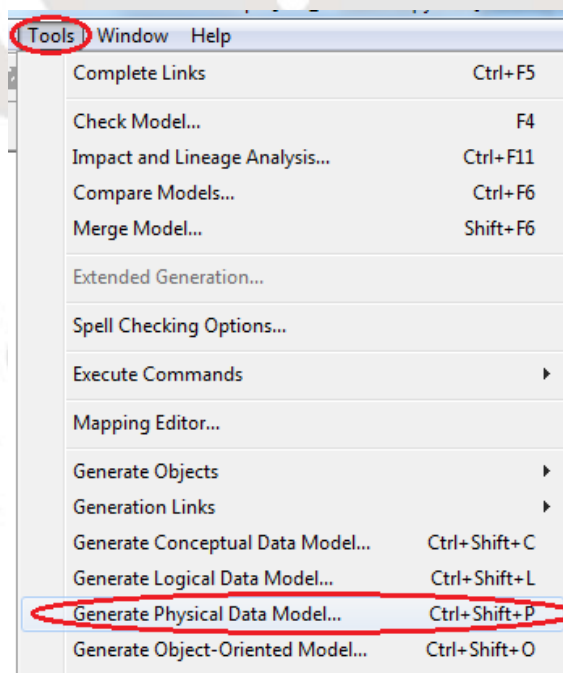 Tools Window Help
Complete Links Ctrl+F5
Check Model... F4
Impact and Lineage Analysis... Ctrl+F11
Compare Models... Ctrl+F6
Merge Model... Shift+F6
Extended Generation...
Spell Checking Options...
Execute Commands
Mapping Editor...
Generate Objects
Generation Links
Generate Conceptual Data Model... Ctrl+Shift+C
Generate Logical Data Model... Ctrl+Shift+L
Generate Physical Data Model... Ctrl+Shift+P
Generate Object-Oriented Model... Ctrl+Shift+O